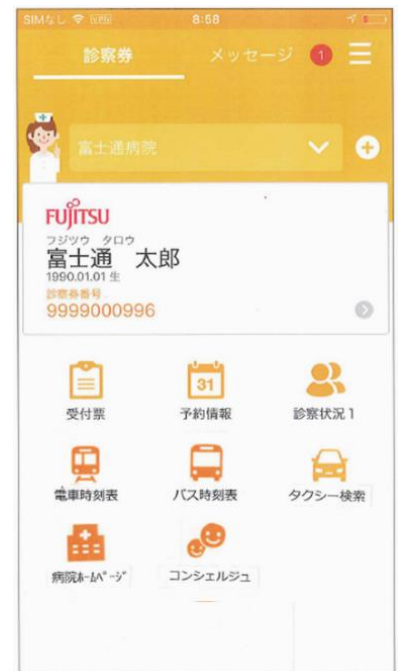 SIMなし VPN 8:58
診察券 メッセージ 1
富士通病院
FUJITSU
フジツウ タロウ
富士通 太郎
1990.01.01 生
診察券番号
9999000996
31
受付票 予約情報 診察状況1
電車時刻表 バス時刻表 タクシー検索
病院ﾎｰﾑﾍﾟｰｼﾞ コンシェルジュ